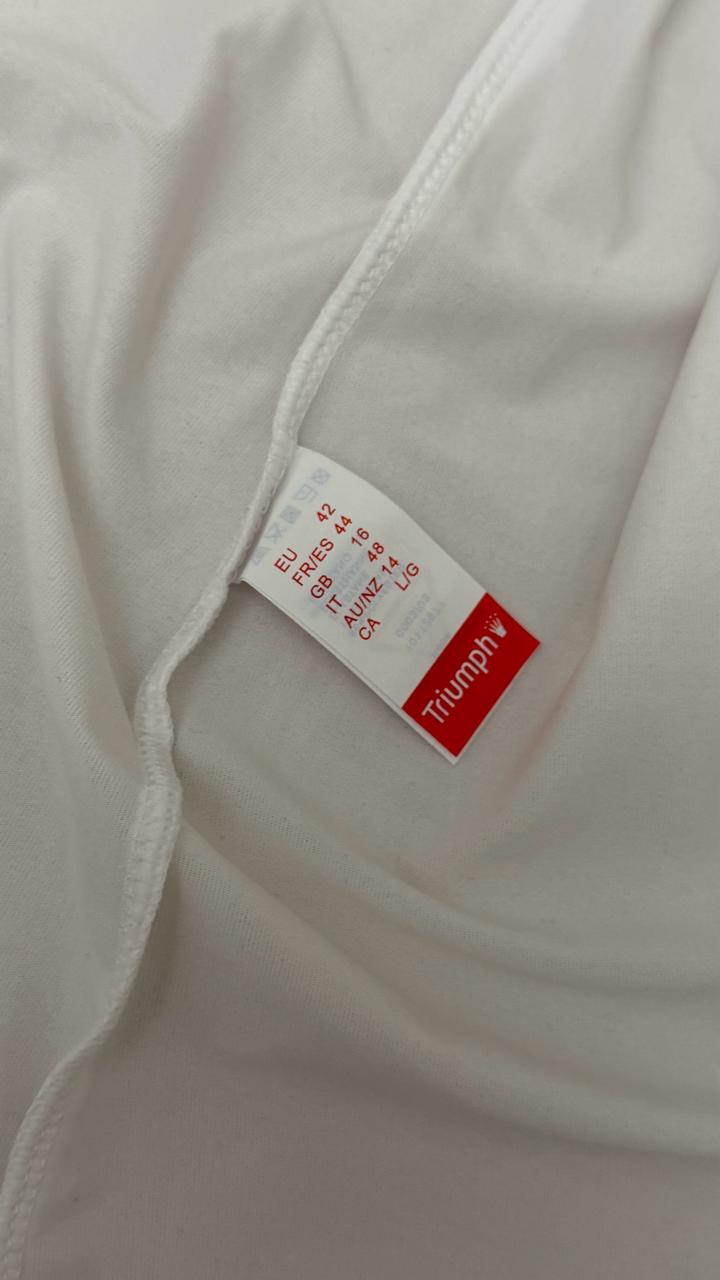 EU 42
FR/ES 44
GB 16
IT 48
AU/NZ 14
CA L/G
Triumph